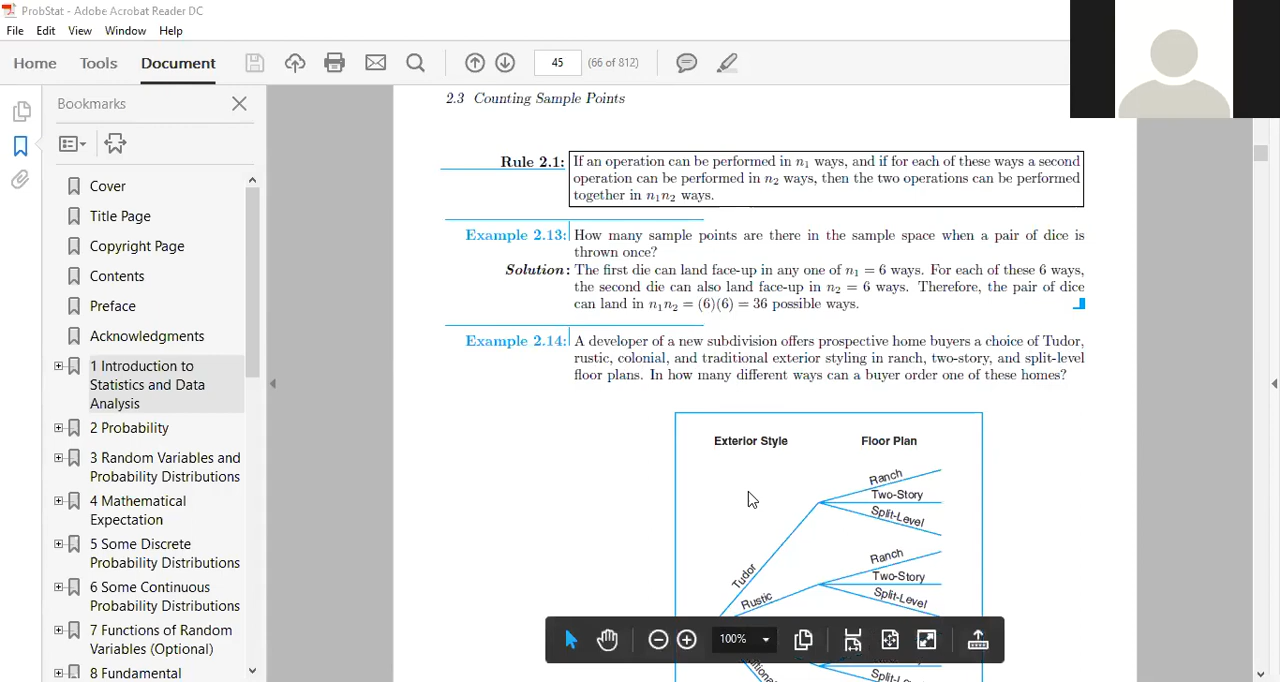 ProbStat - Adobe Acrobat Reader DC
File Edit View Window Help
Home Tools Document 45 (66 of 812)
Bookmarks
Cover
Title Page
Copyright Page
Contents
Preface
Acknowledgments
1 Introduction to
Statistics and Data
Analysis
2 Probability
3 Random Variables and
Probability Distributions
4 Mathematical
Expectation
5 Some Discrete
Probability Distributions
6 Some Continuous
Probability Distributions
7 Functions of Random
Variables (Optional)
8 Fundamental
2.3 Counting Sample Points
Rule 2.1: If an operation can be performed in n₁ ways, and if for each of these ways a second
operation can be performed in n₂ ways, then the two operations can be performed
together in n₁n₂ ways.
Example 2.13: How many sample points are there in the sample space when a pair of dice is
thrown once?
Solution: The first die can land face-up in any one of n₁ = 6 ways. For each of these 6 ways,
the second die can also land face-up in n₂ = 6 ways. Therefore, the pair of dice
can land in n₁n₂ = (6)(6) = 36 possible ways.
Example 2.14: A developer of a new subdivision offers prospective home buyers a choice of Tudor,
rustic, colonial, and traditional exterior styling in ranch, two-story, and split-level
floor plans. In how many different ways can a buyer order one of these homes?
Exterior Style Floor Plan
Ranch
Two-Story
Split-Level
Tudor
Ranch
Two-Story
Split-Level
Rustic
100%